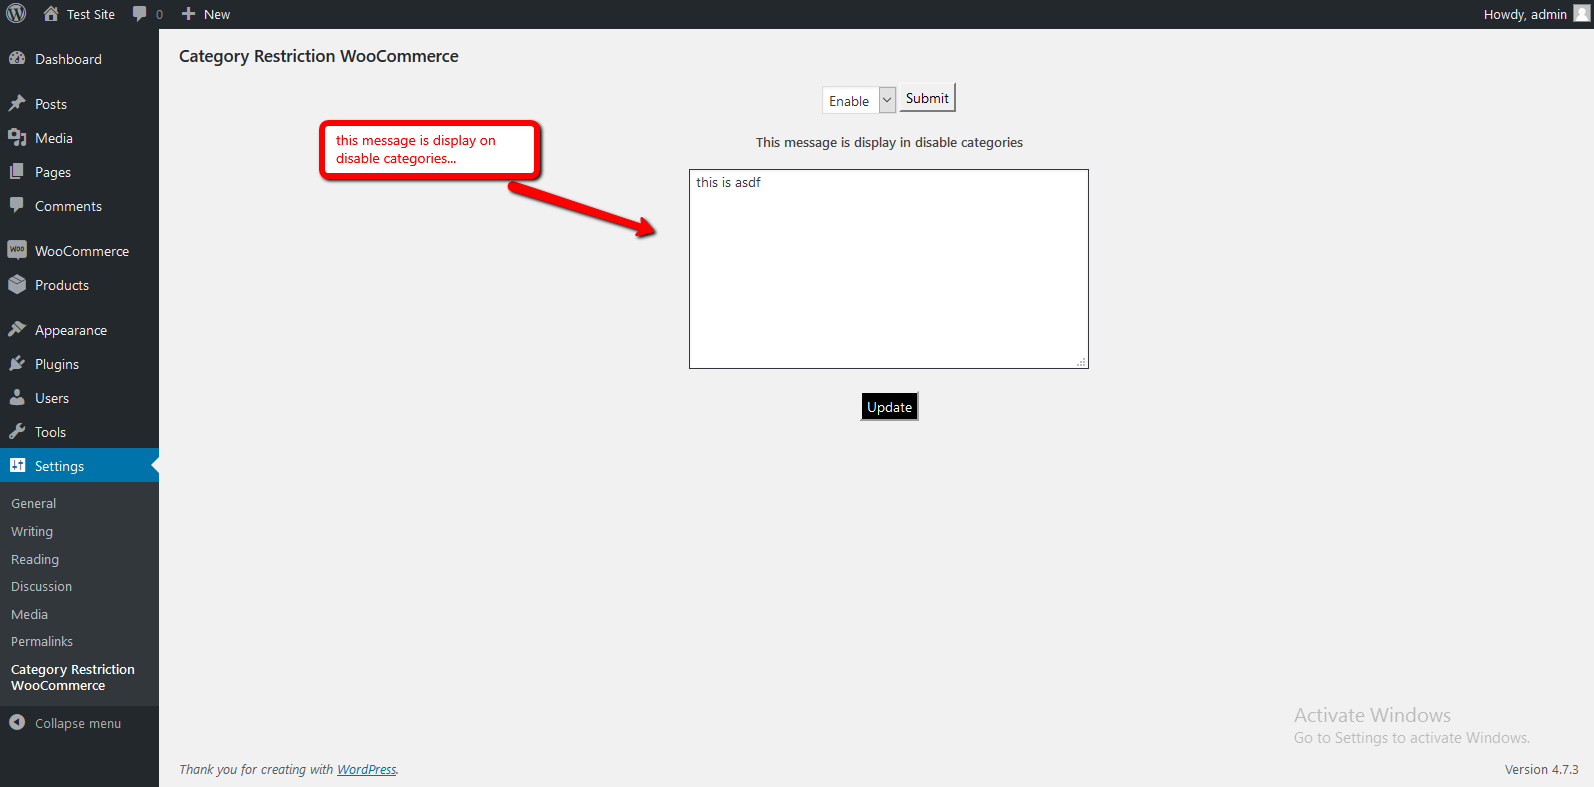 Test Site 0 New Howdy, admin
Dashboard
Posts
Media
Pages
Comments
WOO WooCommerce
Products
Appearance
Plugins
Users
Tools
Settings
General
Writing
Reading
Discussion
Media
Permalinks
Category Restriction
WooCommerce
Collapse menu
Category Restriction WooCommerce
Enable Submit
this message is display on
disable categories...
This message is display in disable categories
this is asdf
Update
Activate Windows
Go to Settings to activate Windows.
Thank you for creating with WordPress.
Version 4.7.3